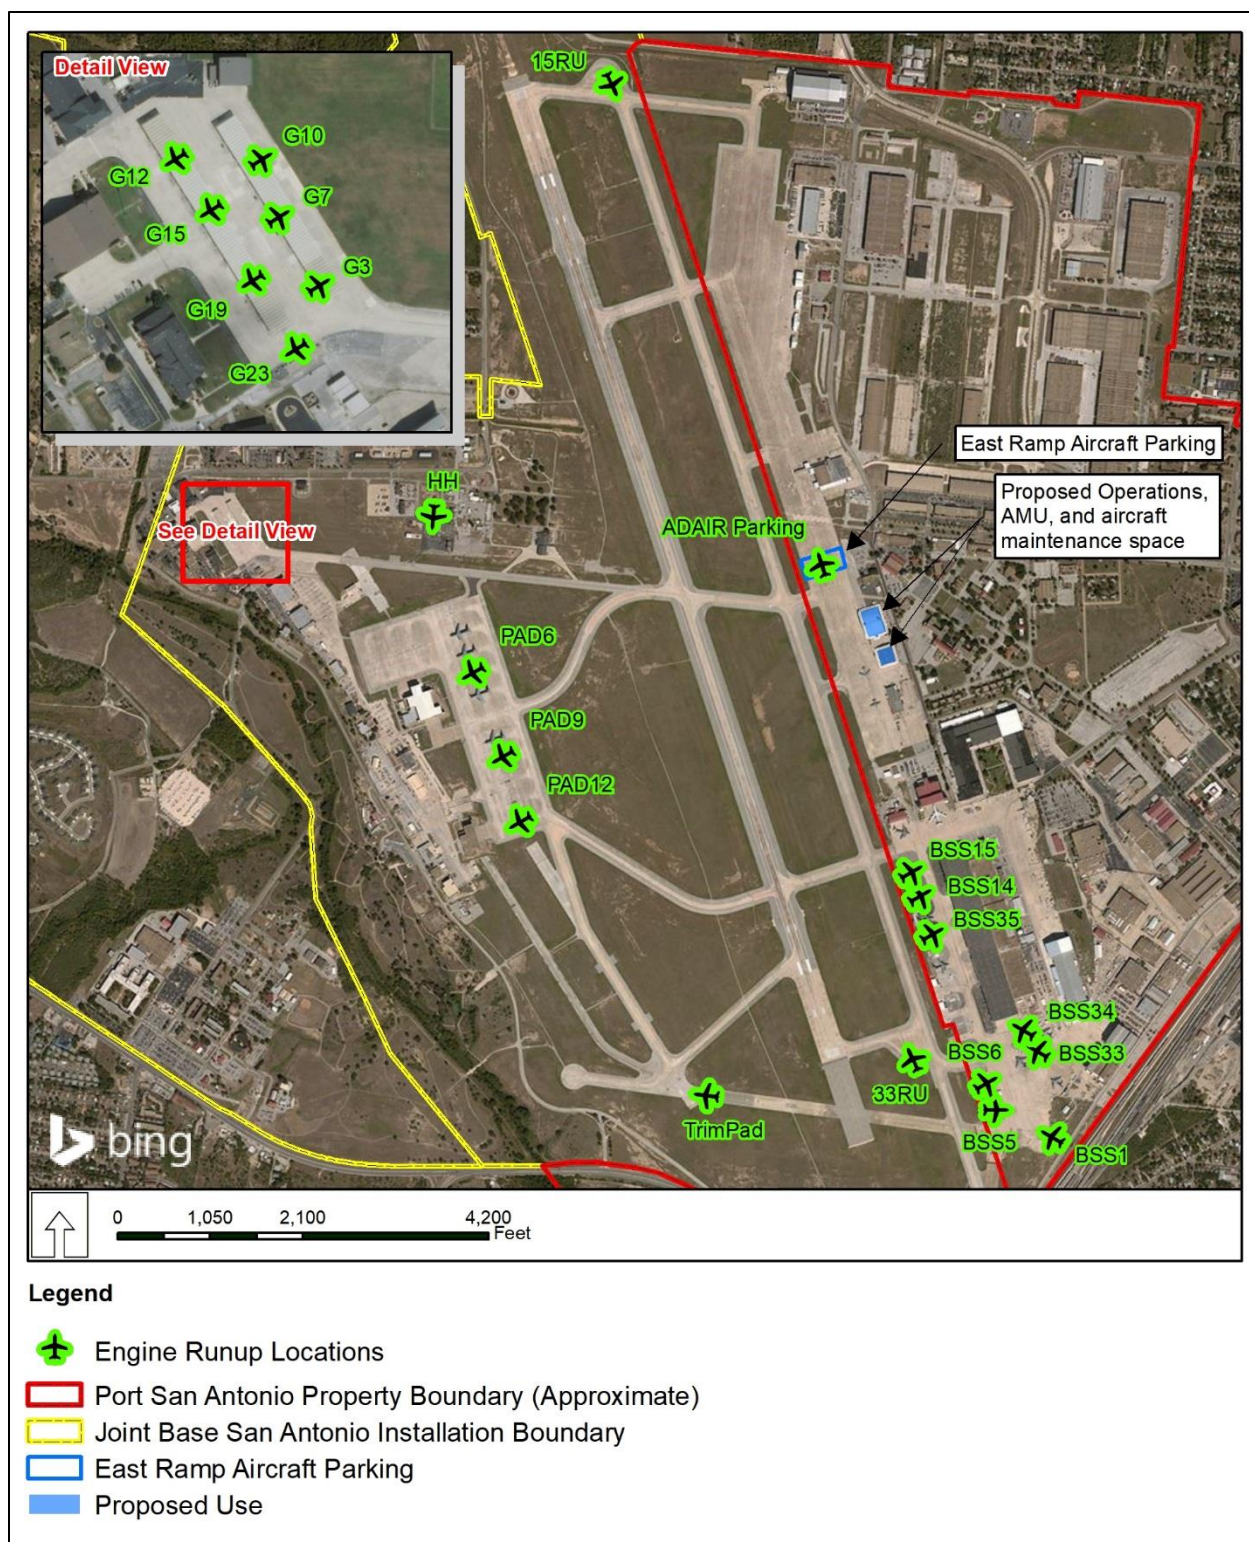 Detail View
G10
G12
G7
G15
G3
G19
G23
15RU
East Ramp Aircraft Parking
Proposed Operations,
AMU, and aircraft
maintenance space
HH
See Detail View
ADAIR Parking
PAD6
PAD9
PAD12
BSS15
BSS14
BSS35
BSS34
BSS33
BSS6
33RU
BSS5
BSS1
TrimPad
bing
0 1,050 2,100 4,200
Feet
Legend
Engine Runup Locations
Port San Antonio Property Boundary (Approximate)
Joint Base San Antonio Installation Boundary
East Ramp Aircraft Parking
Proposed Use